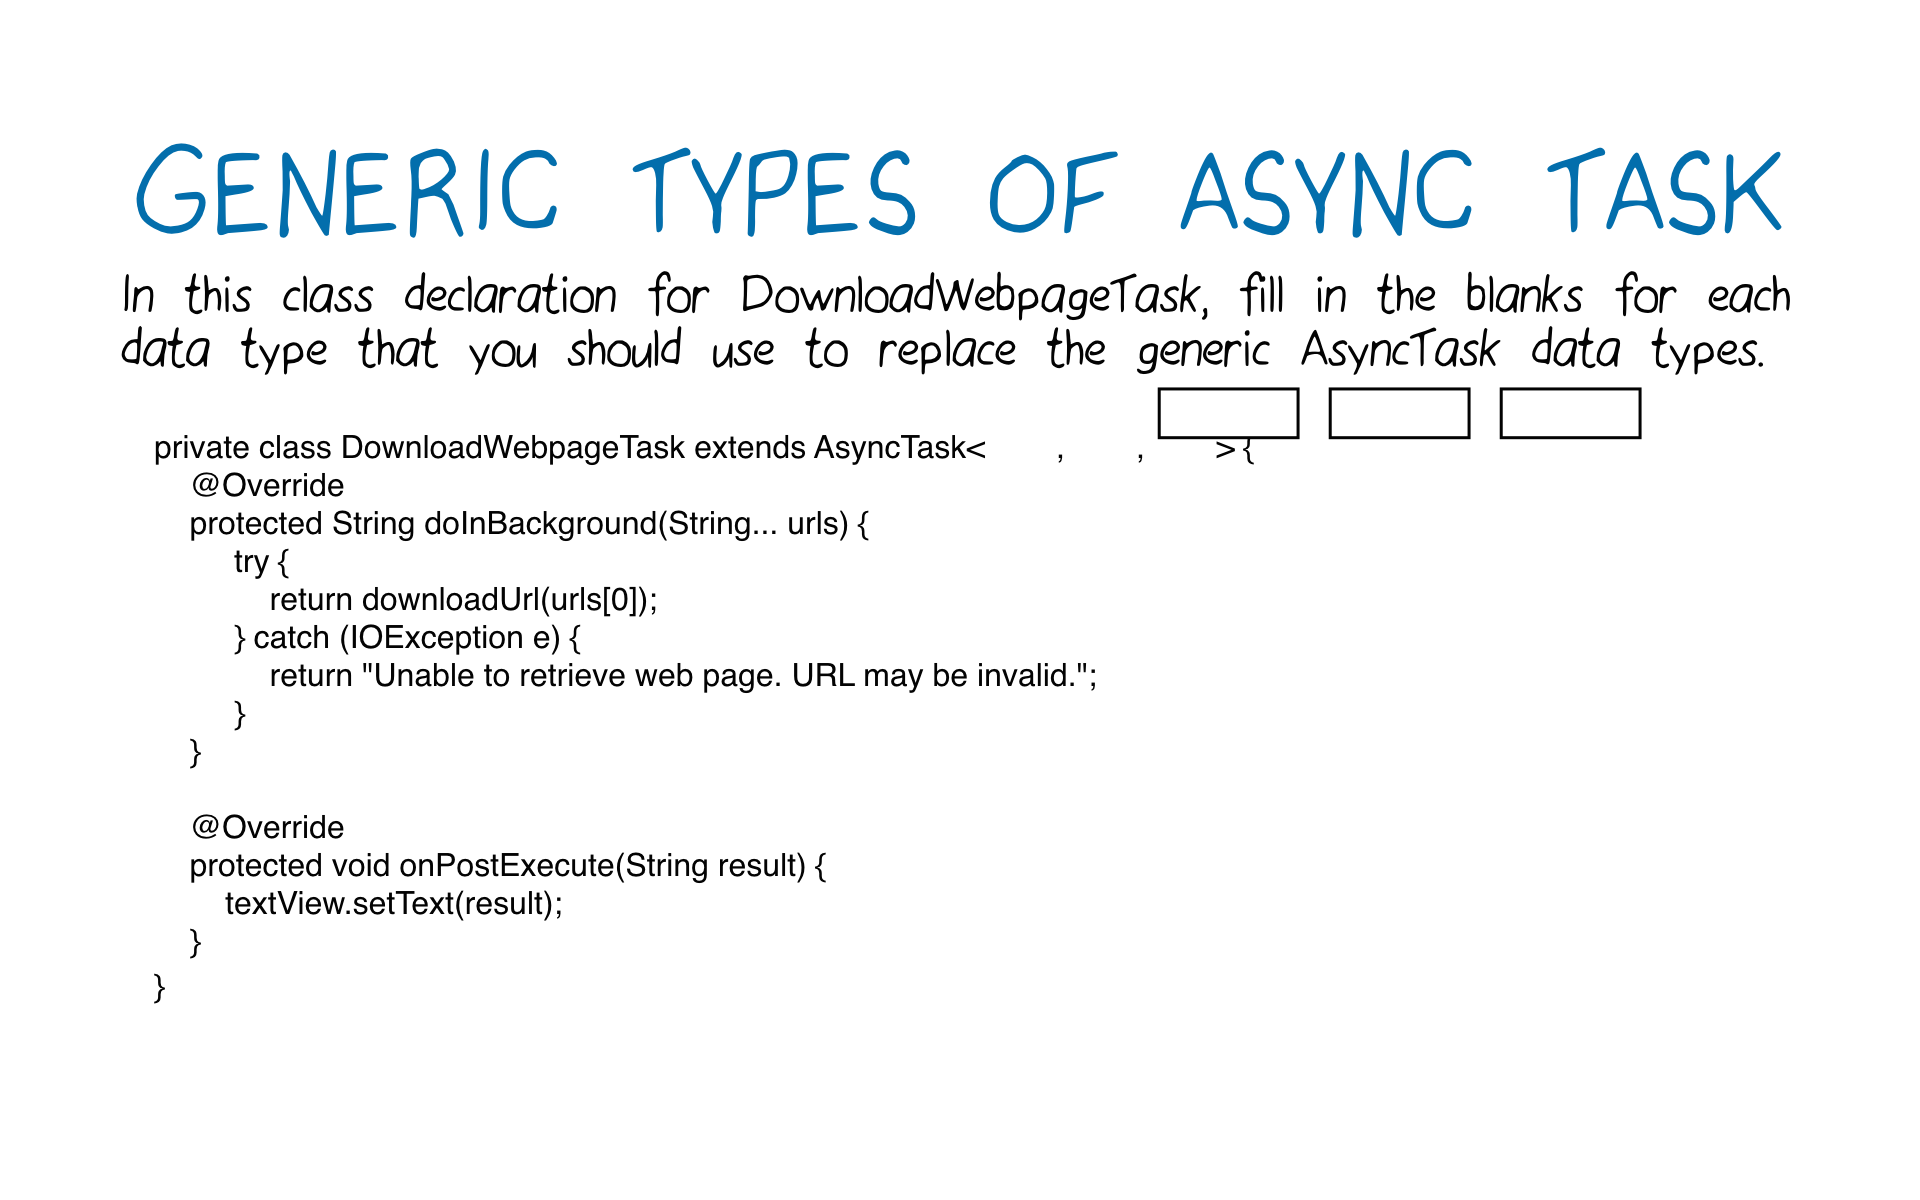 GENERIC TYPES OF ASYNC TASK
In this class declaration for DownloadWebpageTask, fill in the blanks for each
data type that you should use to replace the generic AsyncTask data types.
private class DownloadWebpageTask extends AsyncTask< , , > {
@Override
protected String doInBackground(String... urls) {
try {
return downloadUrl(urls[0]);
} catch (IOException e) {
return "Unable to retrieve web page. URL may be invalid.";
}
}
@Override
protected void onPostExecute(String result) {
textView.setText(result);
}
}